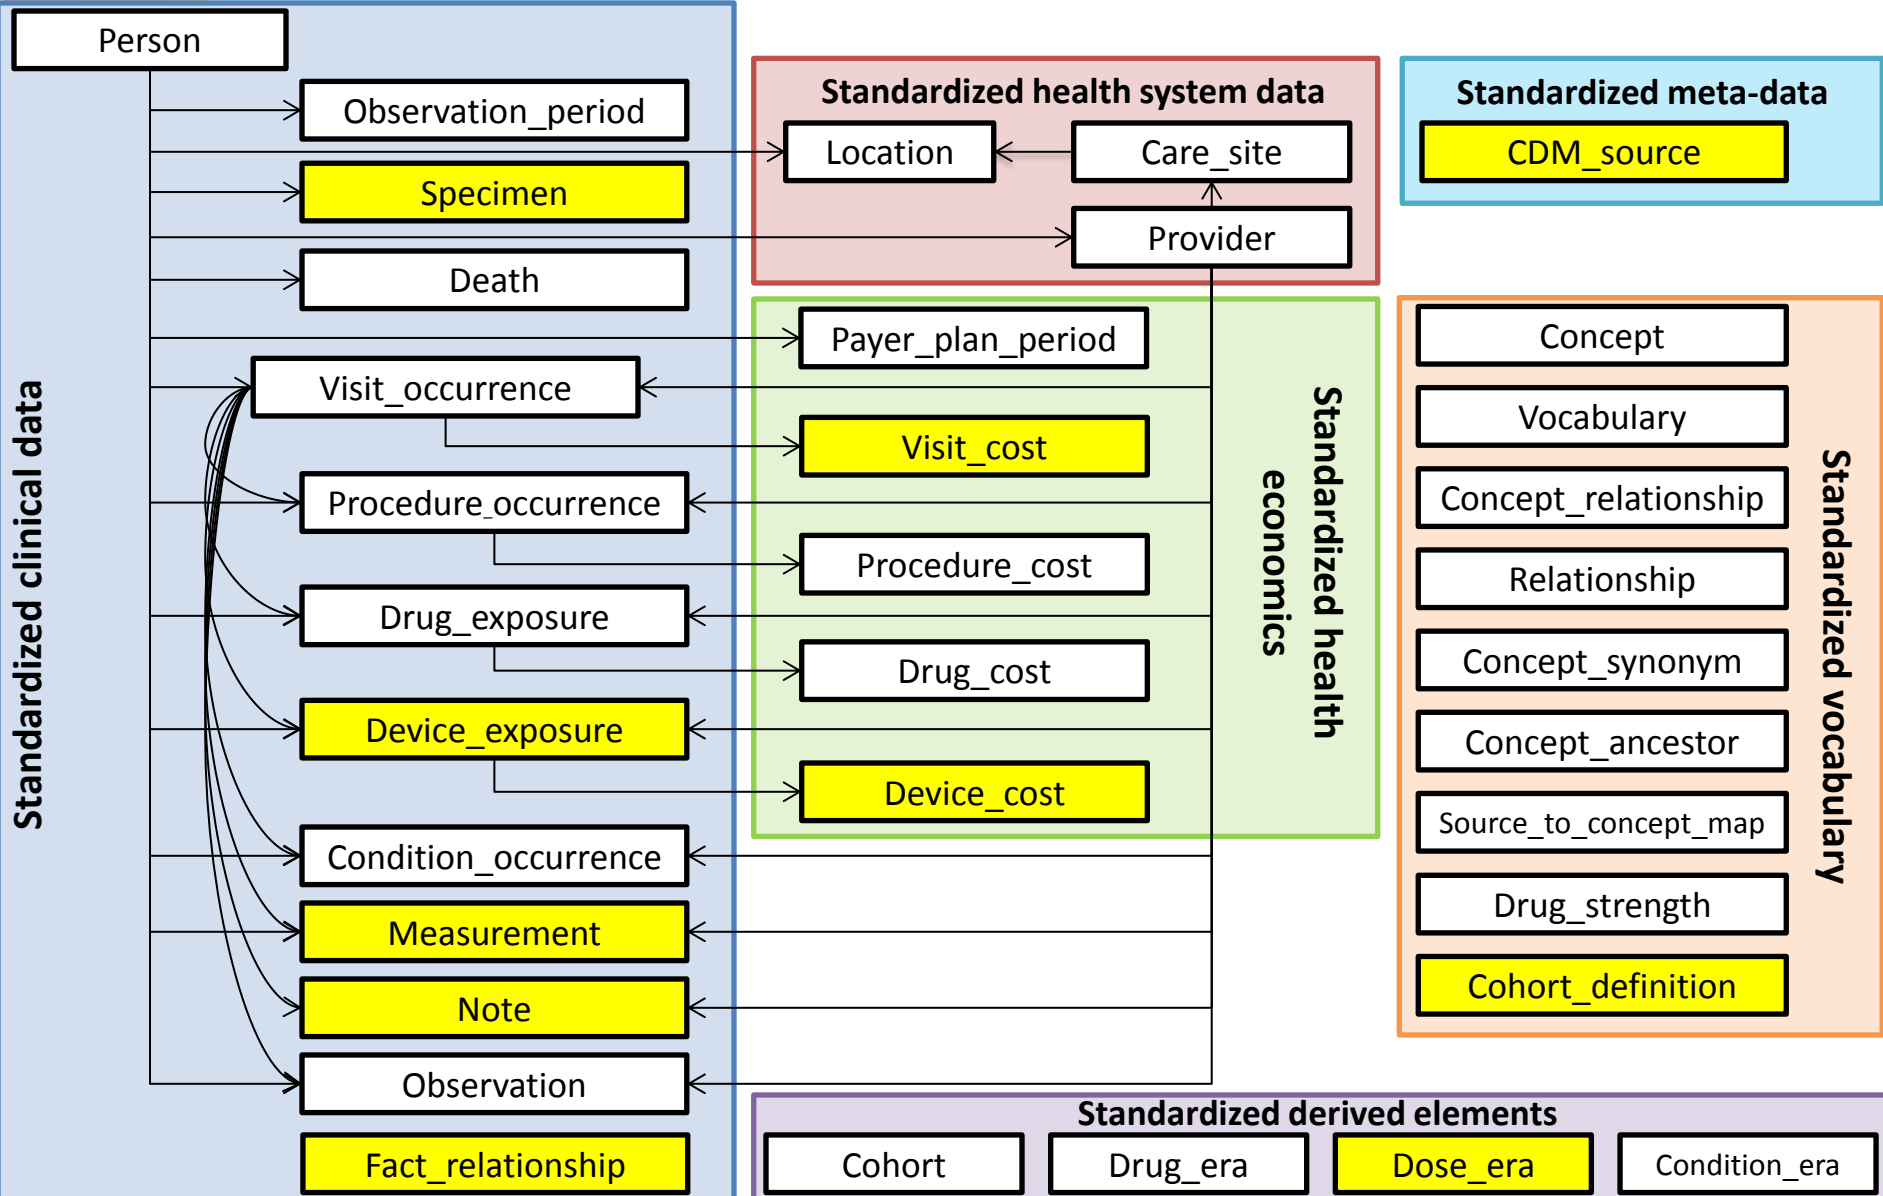 Person
Standardized clinical data
Observation_period
Specimen
Death
Visit_occurrence
Procedure_occurrence
Drug_exposure
Device_exposure
Condition_occurrence
Measurement
Note
Observation
Fact_relationship
Standardized health system data
Location
Care_site
Provider
Payer_plan_period
Visit_cost
Procedure_cost
Drug_cost
Device_cost
Standardized health
economics
Standardized meta-data
CDM_source
Concept
Vocabulary
Concept_relationship
Relationship
Concept_synonym
Concept_ancestor
Source_to_concept_map
Drug_strength
Cohort_definition
Standardized vocabulary
Standardized derived elements
Cohort
Drug_era
Dose_era
Condition_era